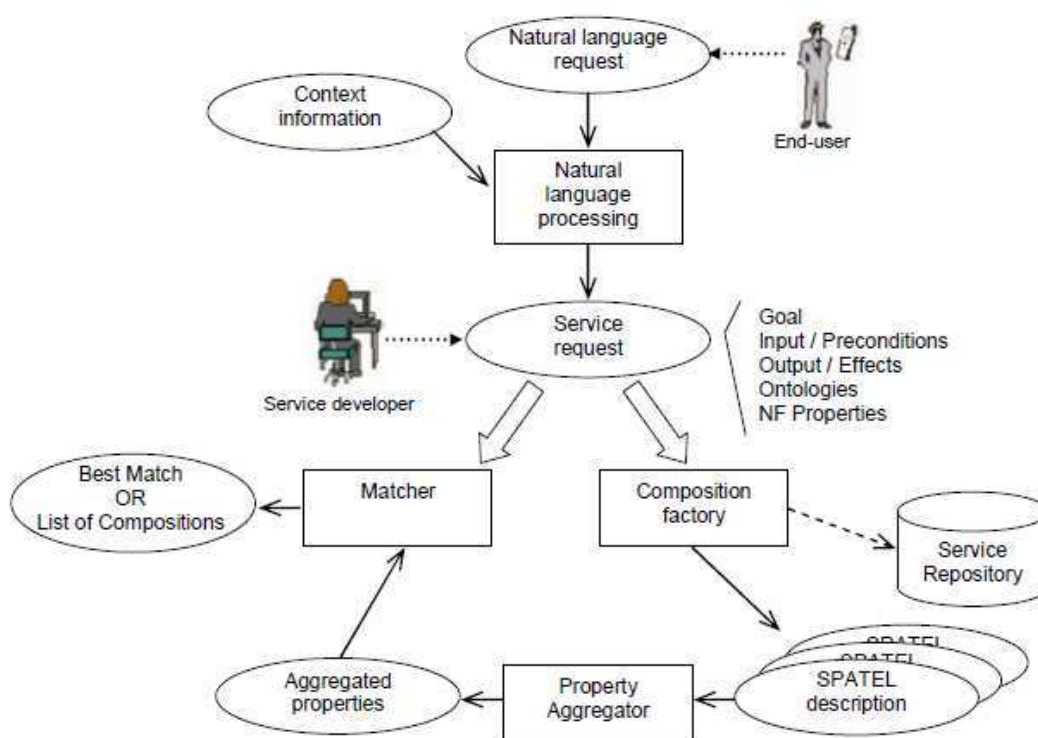 Natural language
request
Context
information
End-user
Natural
language
processing
Service
request
Goal
Input / Preconditions
Output / Effects
Ontologies
NF Properties
Service developer
Best Match
OR
List of Compositions
Matcher
Composition
factory
Service
Repository
SPATEL
SPATEL
SPATEL
description
Property
Aggregator
Aggregated
properties